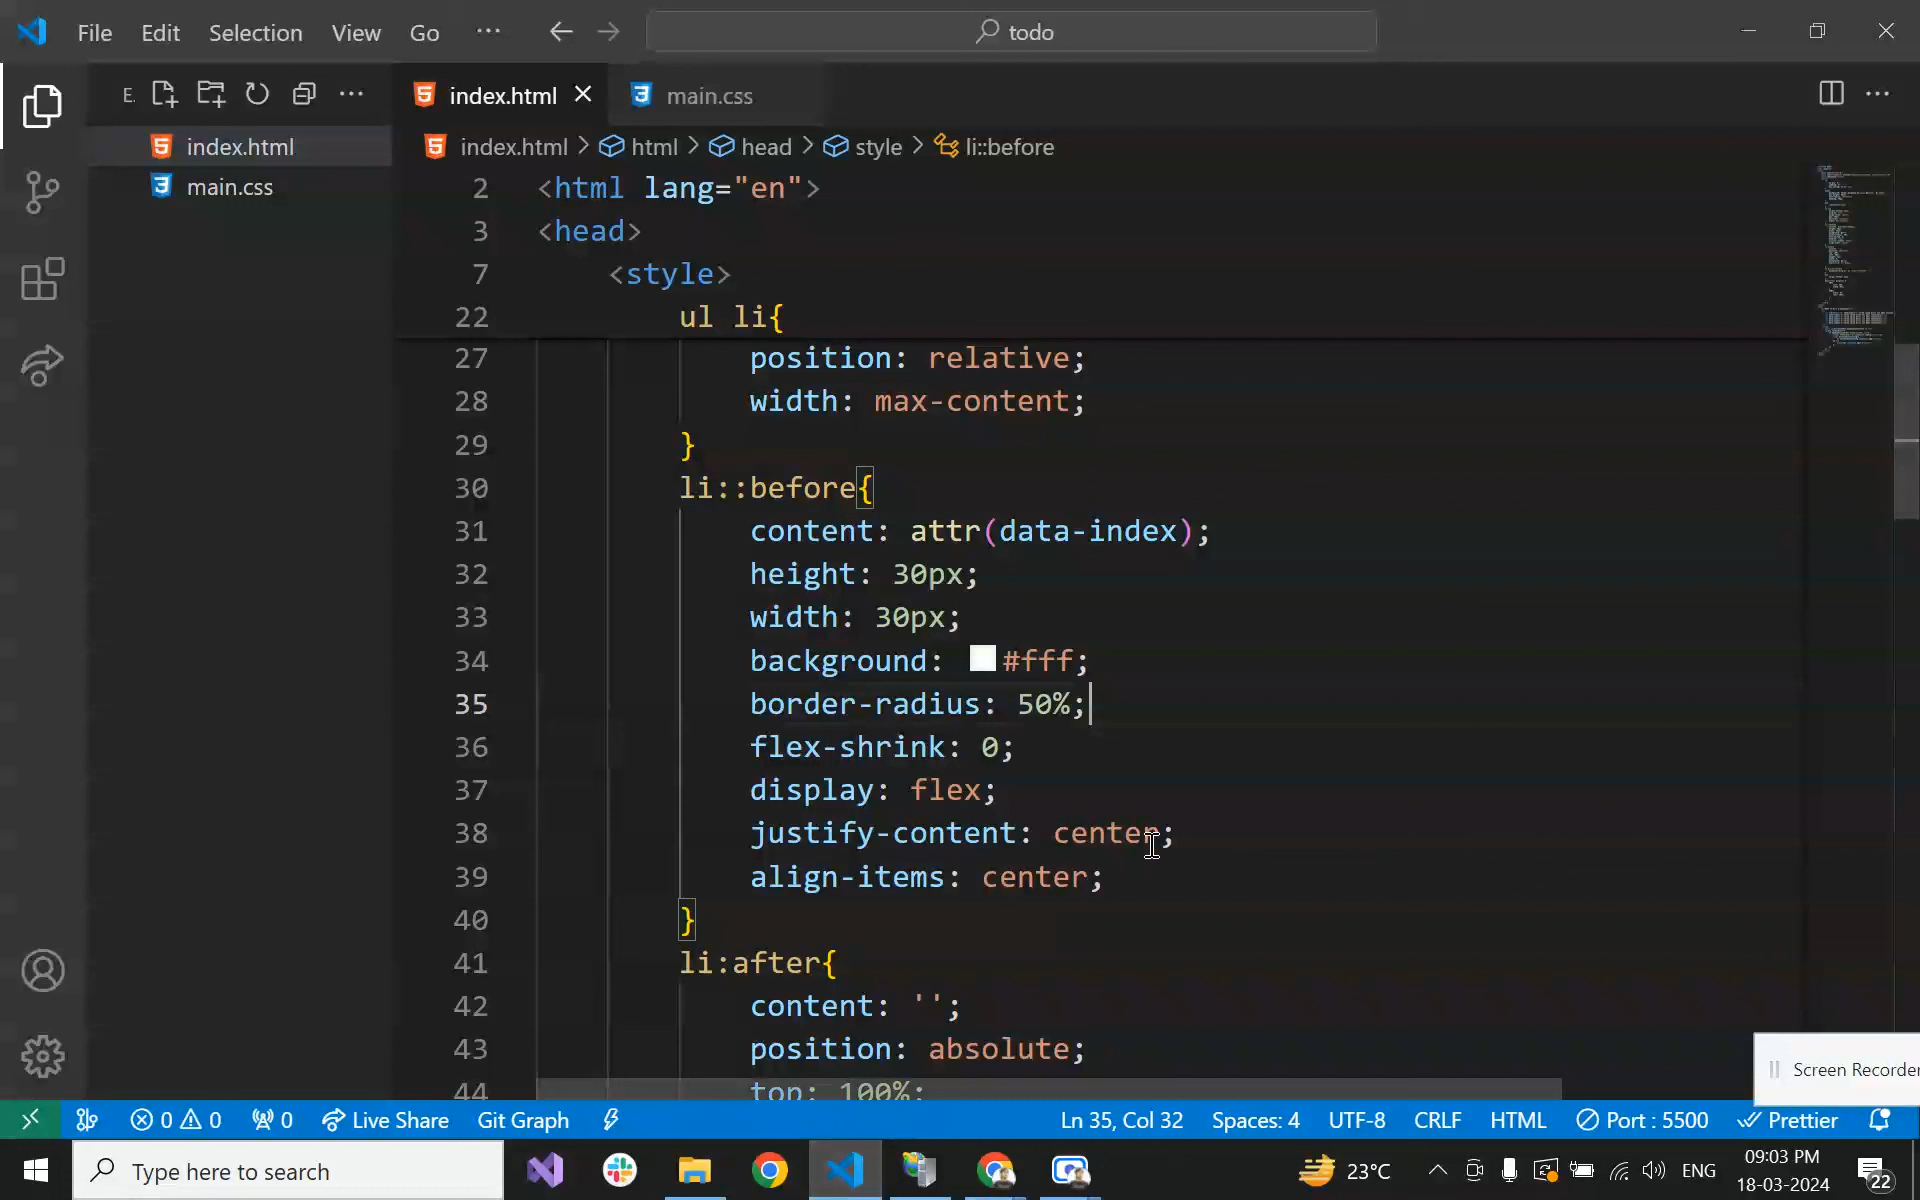 File Edit Selection View Go ··· todo
E. ···
index.html
main.css
index.html main.css ···
index.html > html > head > style > li::before
2 <html lang="en">
3 <head>
7 <style>
22 ul li{
27 position: relative;
28 width: max-content;
29 }
30 li::before{
31 content: attr(data-index);
32 height: 30px;
33 width: 30px;
34 background: #fff;
35 border-radius: 50%;
36 flex-shrink: 0;
37 display: flex;
38 justify-content: center;
39 align-items: center;
40 }
41 li:after{
42 content: '';
43 position: absolute;
44 top: 100%;
Screen Recorder
0 0 0 Live Share Git Graph Ln 35, Col 32 Spaces: 4 UTF-8 CRLF HTML Port : 5500 Prettier
Type here to search 23°C ENG 09:03 PM
18-03-2024 22